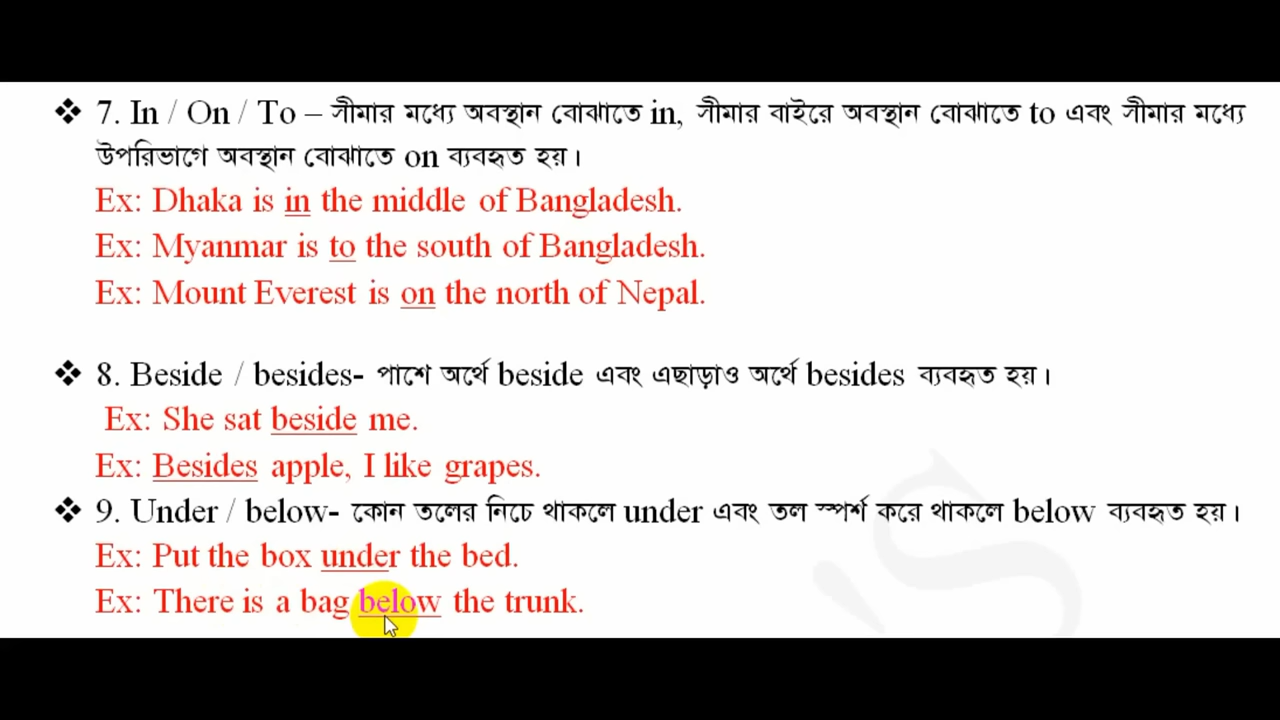 ❖ 7. In / On / To – সীমার মধ্যে অবস্থান বোঝাতে in, সীমার বাইরে অবস্থান বোঝাতে to এবং সীমার মধ্যে
উপরিভাগে অবস্থান বোঝাতে on ব্যবহৃত হয়।
Ex: Dhaka is in the middle of Bangladesh.
Ex: Myanmar is to the south of Bangladesh.
Ex: Mount Everest is on the north of Nepal.
❖ 8. Beside / besides- পাশে অর্থে beside এবং এছাড়াও অর্থে besides ব্যবহৃত হয়।
Ex: She sat beside me.
Ex: Besides apple, I like grapes.
❖ 9. Under / below- কোন তলের নিচে থাকলে under এবং তল স্পর্শ করে থাকলে below ব্যবহৃত হয়।
Ex: Put the box under the bed.
Ex: There is a bag below the trunk.